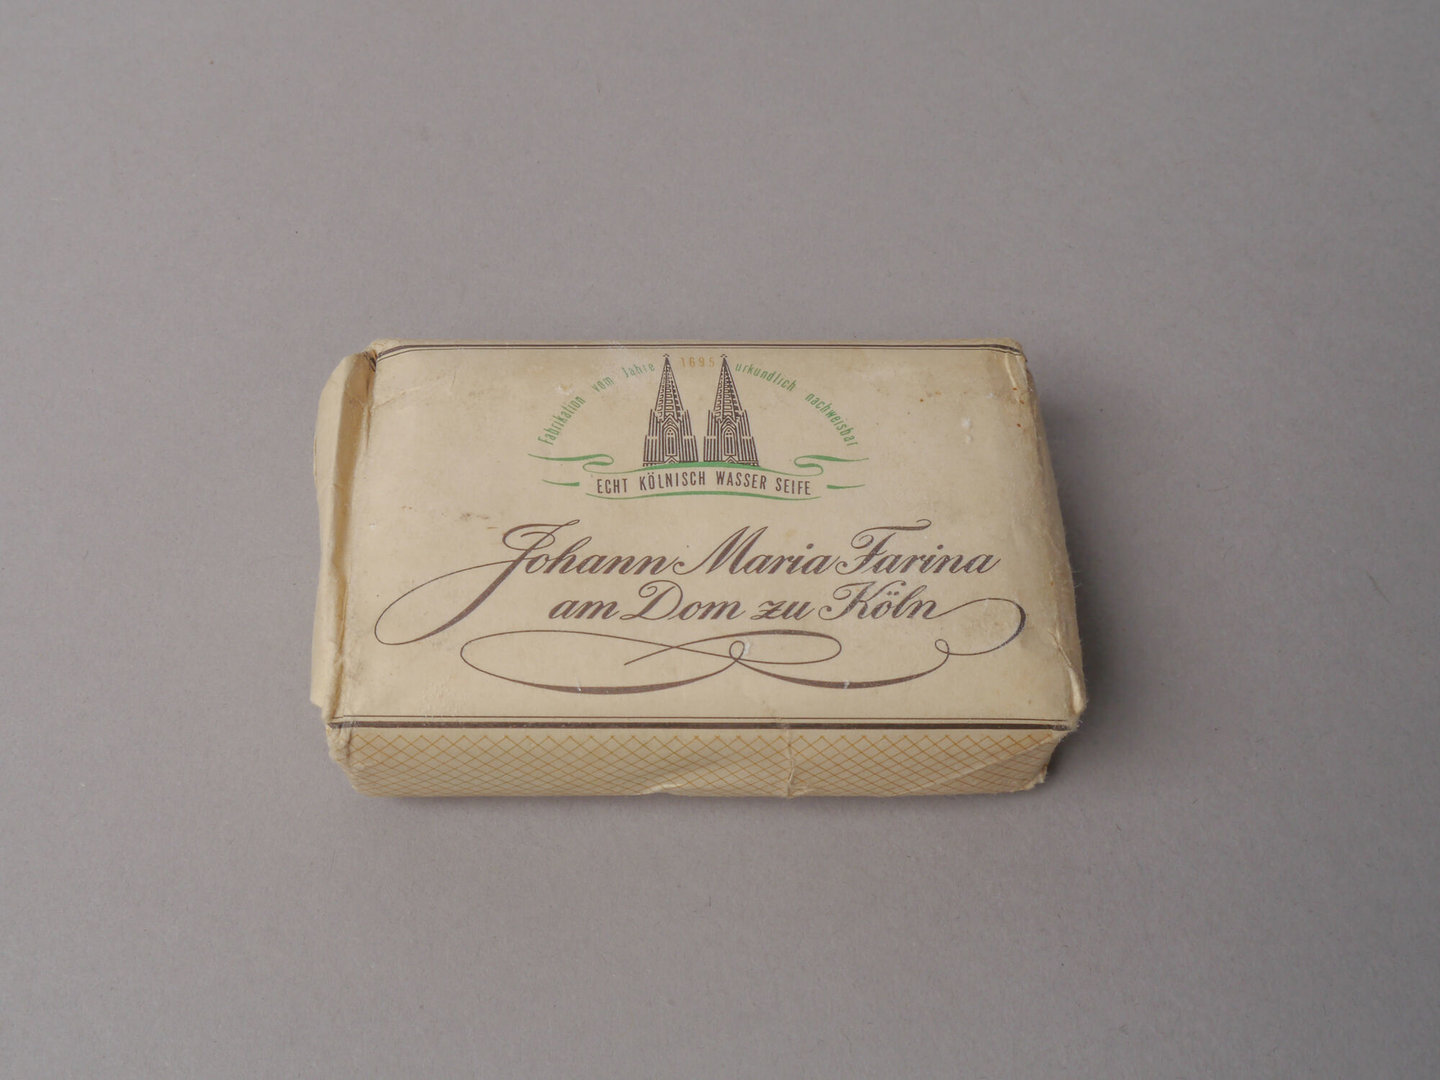 Fabrikation vom Jahre 1695 urkundlich nachweisbar
ECHT KÖLNISCH WASSER SEIFE
Johann Maria Farina
am Dom zu Köln